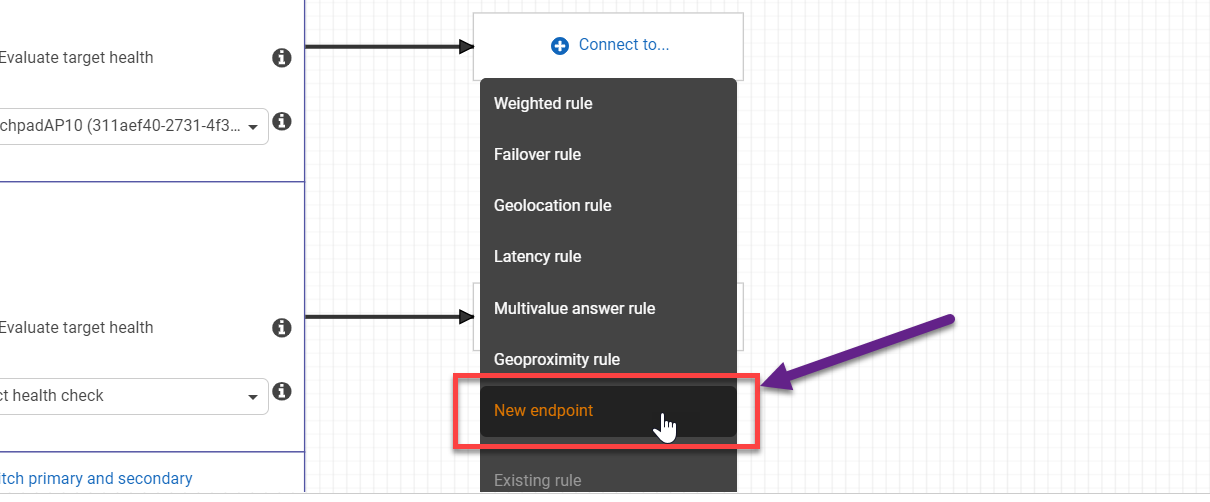 Evaluate target health
chpadAP10 (311aef40-2731-4f3...
Evaluate target health
ct health check
itch primary and secondary
Connect to...
Weighted rule
Failover rule
Geolocation rule
Latency rule
Multivalue answer rule
Geoproximity rule
New endpoint
Existing rule